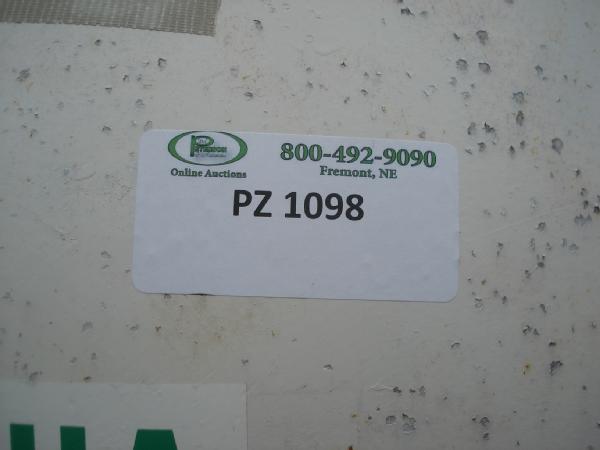 800-492-9090
Online Auctions
Fremont, NE
PZ 1098